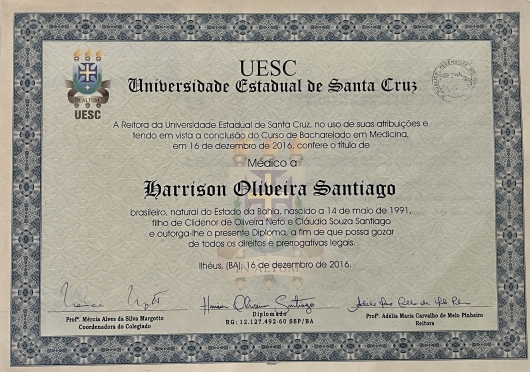 UESC
Universidade Estadual de Santa Cruz
IN ALTUM
UESC
A Reitora da Universidade Estadual de Santa Cruz, no uso de suas atribuições e
tendo em vista a conclusão do Curso de Bacharelado em Medicina,
em 16 de dezembro de 2016, confere o título de
Médico a
Harrison Oliveira Santiago
brasileiro, natural do Estado da Bahia, nascido a 14 de maio de 1991,
filho de Clidenor de Oliveira Neto e Cláudia Souza Santiago
e outorga-lhe o presente Diploma, a fim de que possa gozar
de todos os direitos e prerrogativas legais.
Ilhéus, (BA), 16 de dezembro de 2016.
Harrison Oliveira Santiago
Profª. Mércia Alves da Silva Margotto
Coordenadora do Colegiado
Diplomado
RG: 12.127.492-60 SSP/BA
Profª. Adélia Maria Carvalho de Melo Pinheiro
Reitora